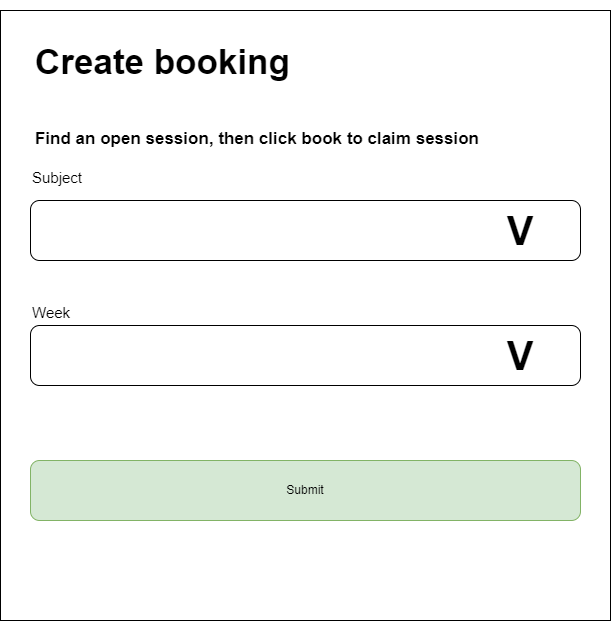 Create booking
Find an open session, then click book to claim session
Subject
V
Week
V
Submit